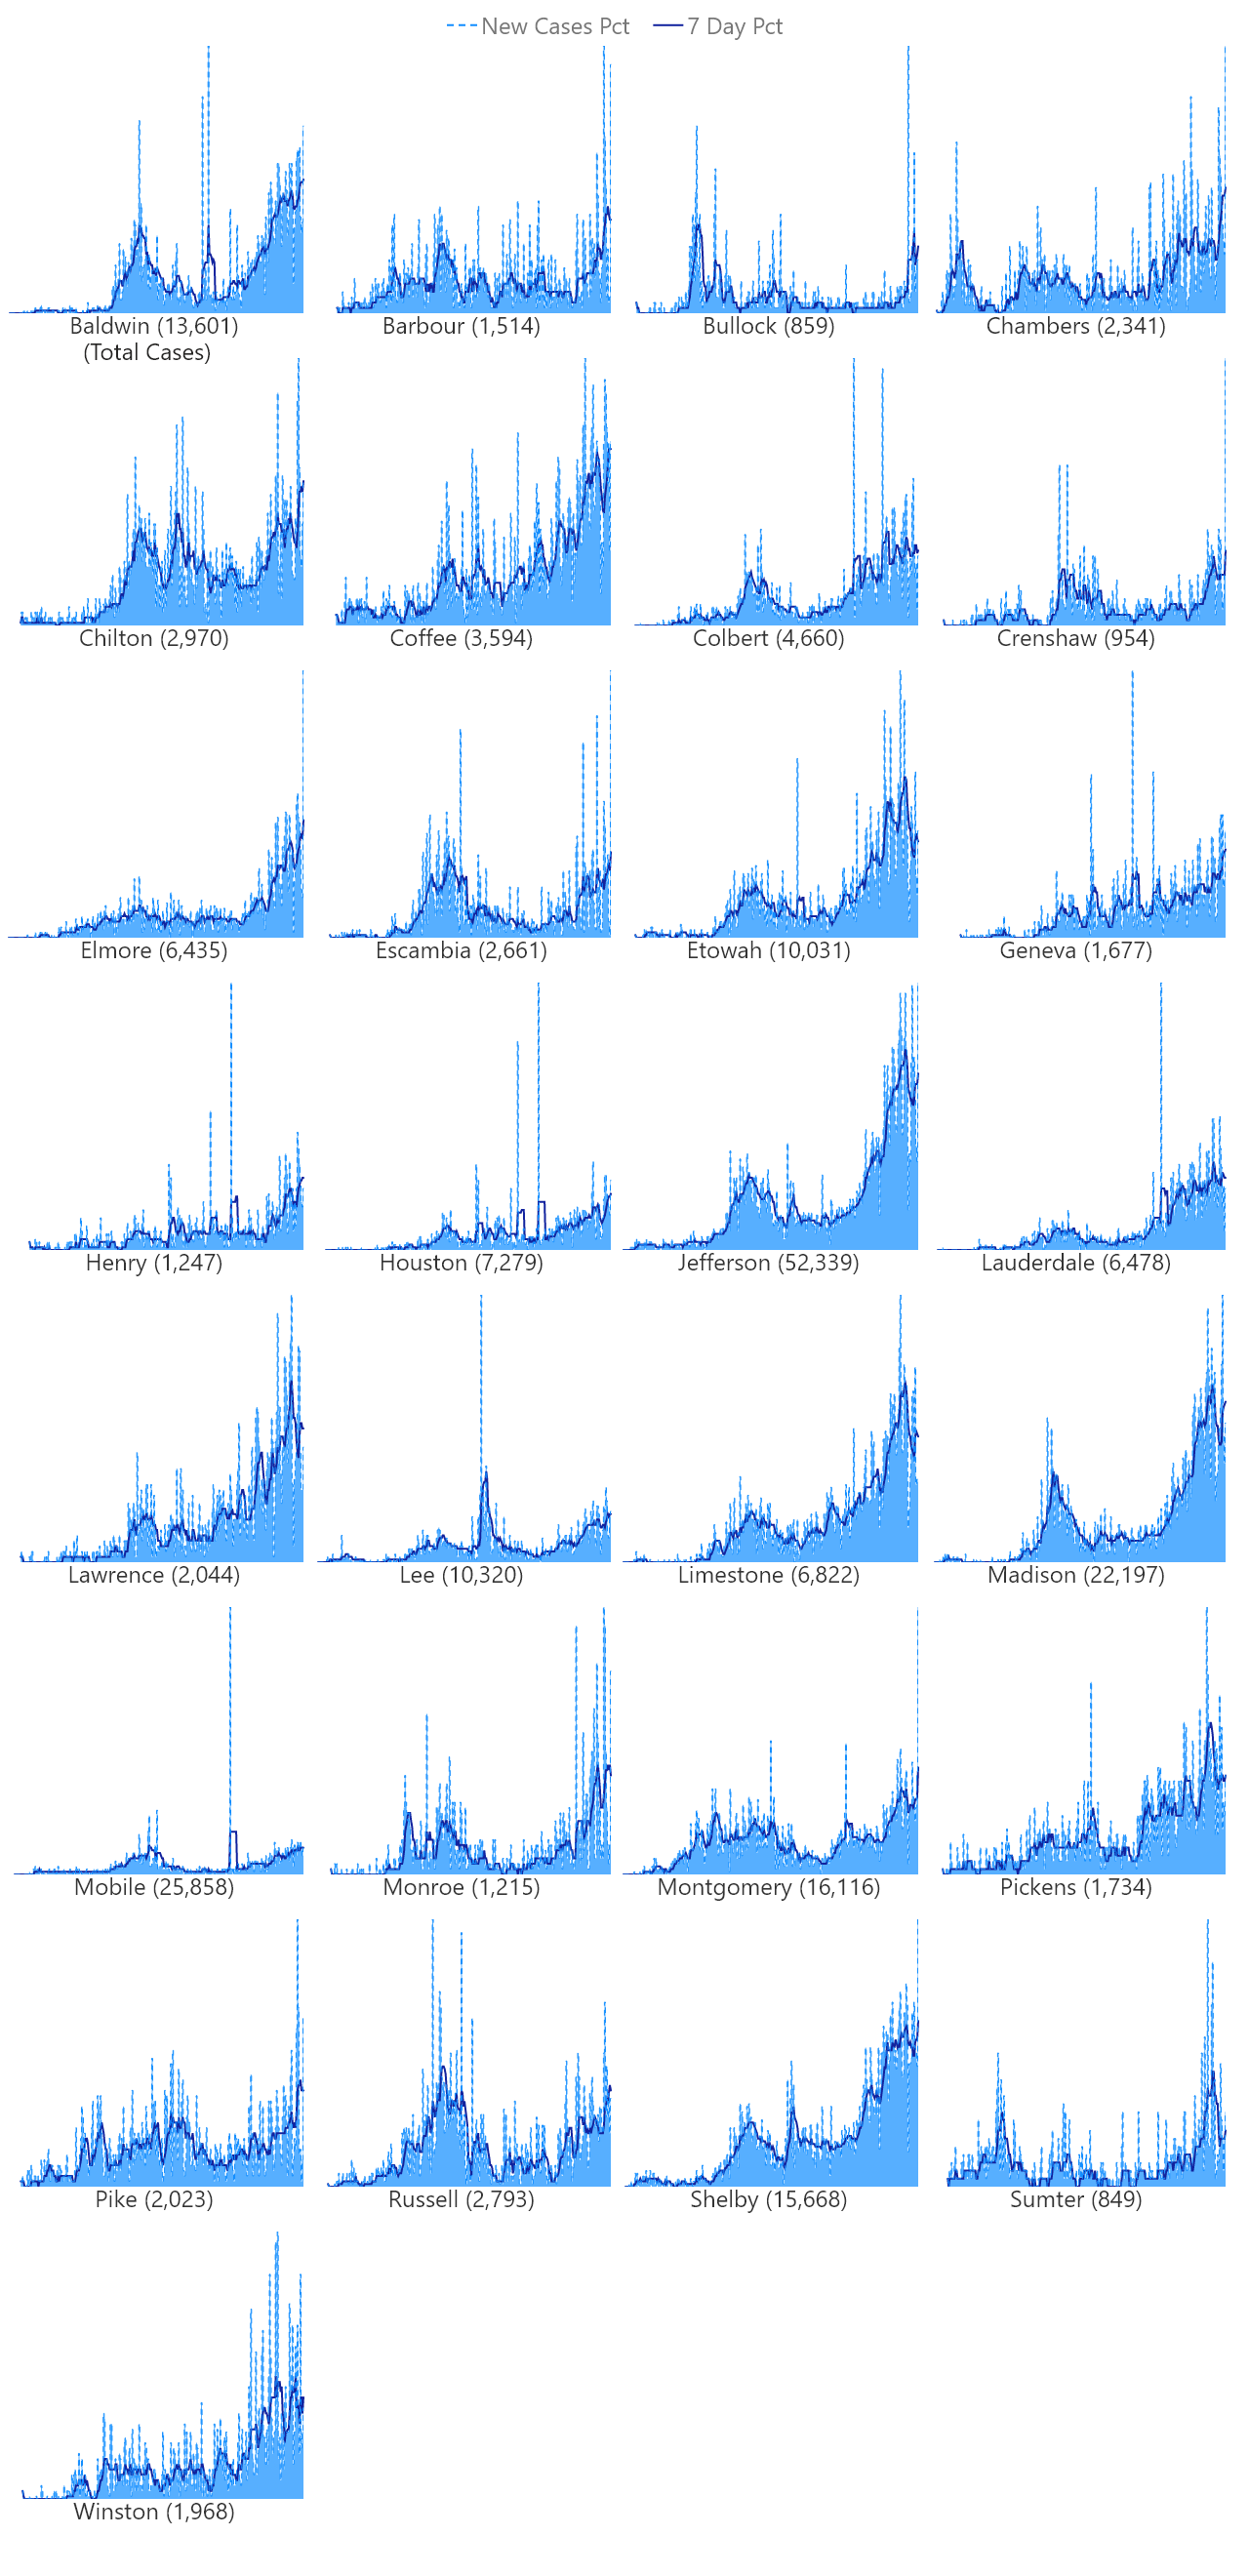 New Cases Pct 7 Day Pct
Baldwin (13,601) Barbour (1,514) Bullock (859) Chambers (2,341)
(Total Cases)
Chilton (2,970) Coffee (3,594) Colbert (4,660) Crenshaw (954)
Elmore (6,435) Escambia (2,661) Etowah (10,031) Geneva (1,677)
Henry (1,247) Houston (7,279) Jefferson (52,339) Lauderdale (6,478)
Lawrence (2,044) Lee (10,320) Limestone (6,822) Madison (22,197)
Mobile (25,858) Monroe (1,215) Montgomery (16,116) Pickens (1,734)
Pike (2,023) Russell (2,793) Shelby (15,668) Sumter (849)
Winston (1,968)